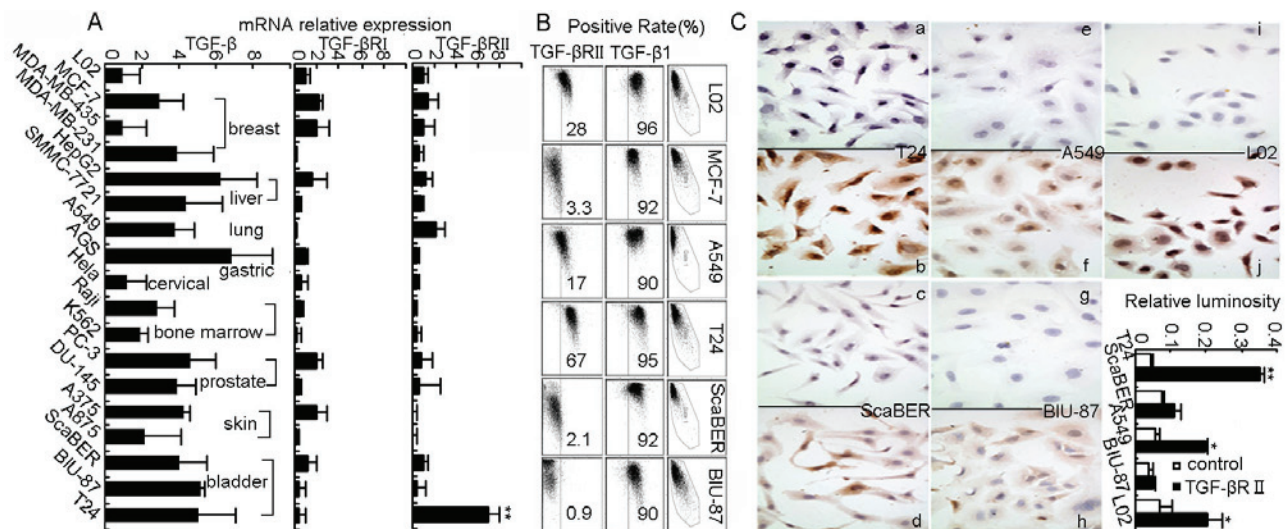 A
mRNA relative expression
TGF-β
TGF-βRI
TGF-βRII
0 2 4 6 8 10
0 2 4 6 8
0 2 4 6 8
L02
MCF-7
MDA-MB-435
MDA-MB-231
HepG2
SMMC-7721
A549
AGS
Hela
Raji
K562
PC-3
DU-145
A375
A875
ScaBER
BIU-87
T24
breast
liver
lung
gastric
cervical
bone marrow
prostate
skin
bladder
**
B
Positive Rate(%)
TGF-βRII TGF-β1
28 96 L02
3.3 92 MCF-7
17 90 A549
67 95 T24
2.1 92 ScaBER
0.9 90 BIU-87
C
a e i
T24 A549 L02
b f j
c g
ScaBER BIU-87
d h
Relative luminosity
0 0.1 0.2 0.3 0.4
T24
ScaBER
A549
BIU-87
L02
**
*
*
control
TGF-βR II